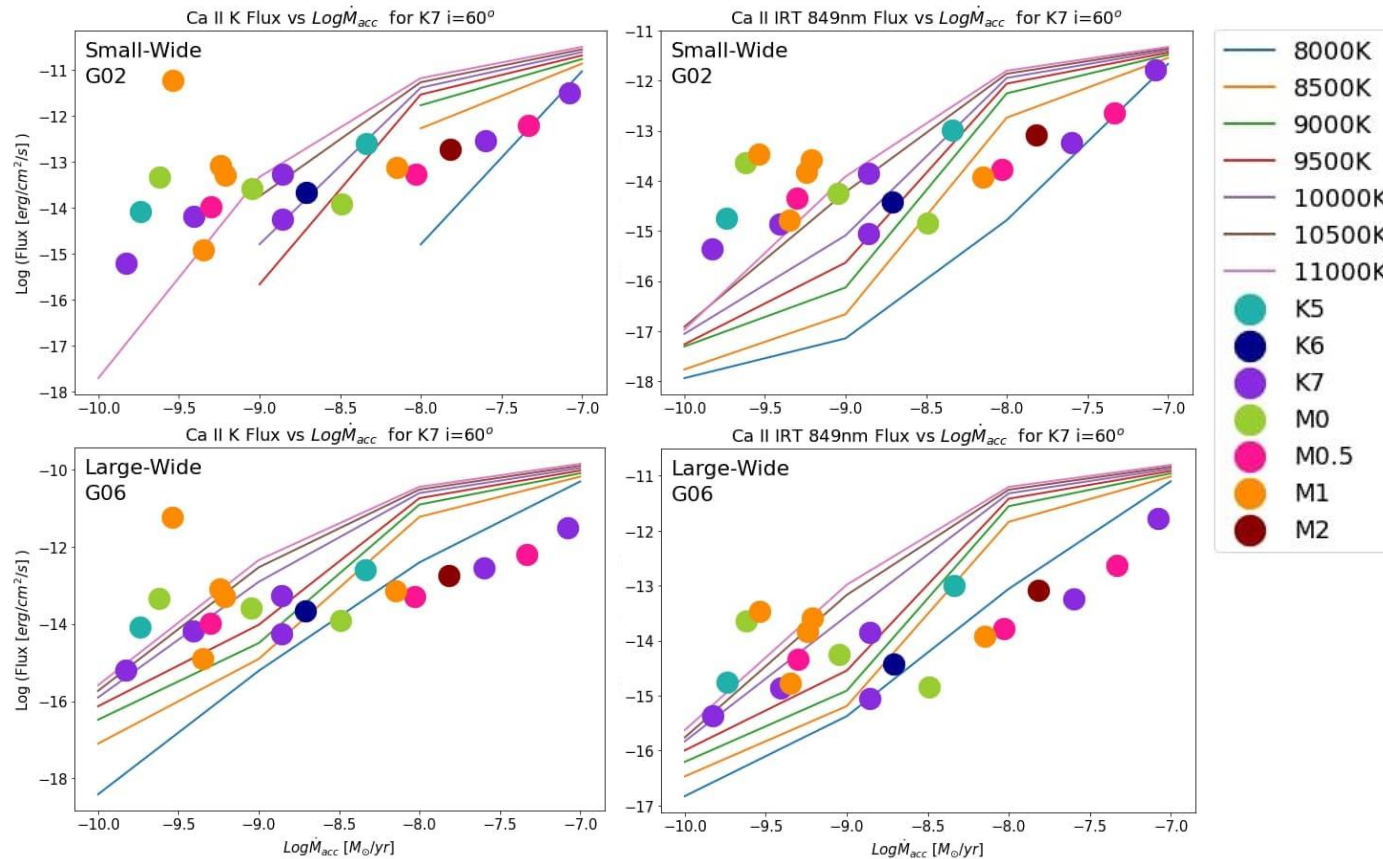 Ca II K Flux vs LogṀacc for K7 i=60o
Small-Wide
G02
Log (Flux [erg/cm²/s])
−11
−12
−13
−14
−15
−16
−17
−18
−10.0 −9.5 −9.0 −8.5 −8.0 −7.5 −7.0
Ca II IRT 849nm Flux vs LogṀacc for K7 i=60o
Small-Wide
G02
−11
−12
−13
−14
−15
−16
−17
−18
−10.0 −9.5 −9.0 −8.5 −8.0 −7.5 −7.0
8000K
8500K
9000K
9500K
10000K
10500K
11000K
K5
K6
K7
M0
M0.5
M1
M2
Ca II K Flux vs LogṀacc for K7 i=60o
Large-Wide
G06
Log (Flux [erg/cm²/s])
−10
−12
−14
−16
−18
−10.0 −9.5 −9.0 −8.5 −8.0 −7.5 −7.0
LogṀacc [M⊙/yr]
Ca II IRT 849nm Flux vs LogṀacc for K7 i=60o
Large-Wide
G06
−11
−12
−13
−14
−15
−16
−17
−10.0 −9.5 −9.0 −8.5 −8.0 −7.5 −7.0
LogṀacc [M⊙/yr]